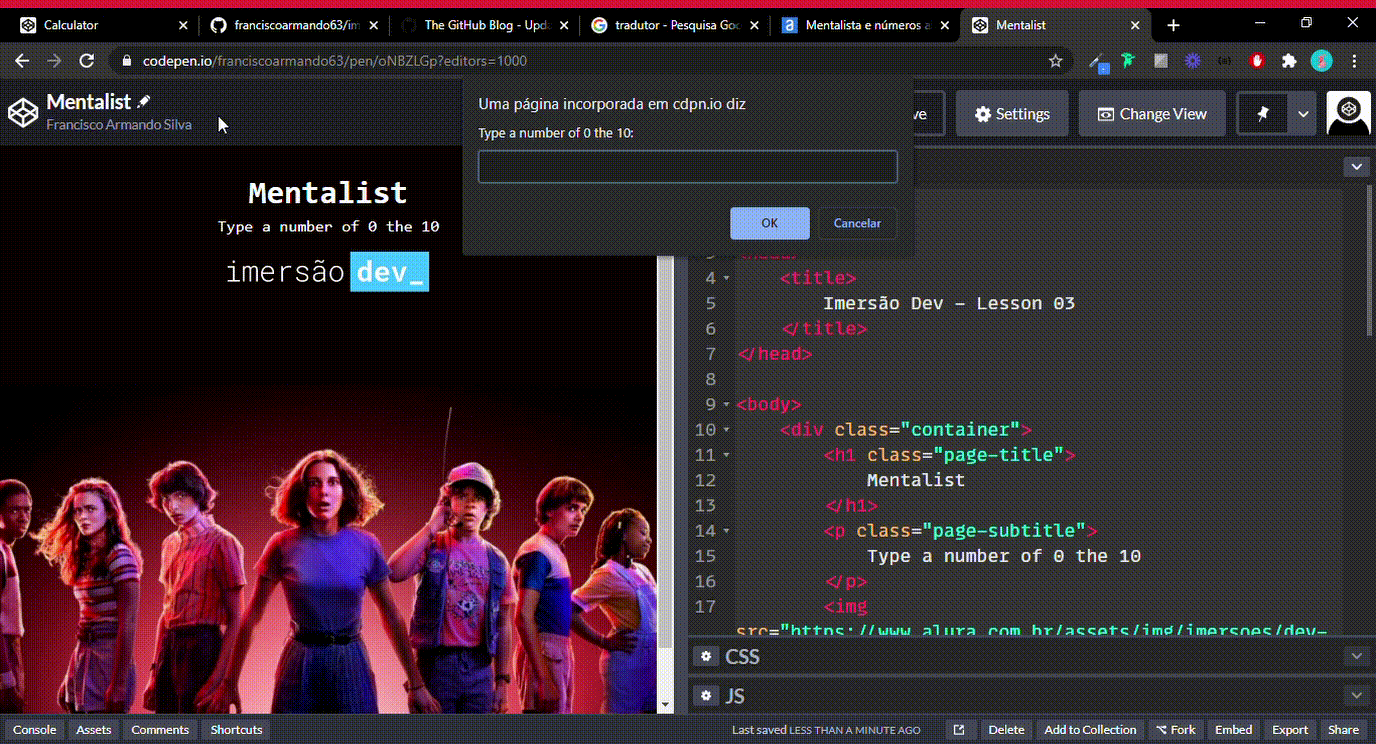 Calculator
franciscoarmando63/im
The GitHub Blog - Upda
tradutor - Pesquisa Goo
Mentalista e números a
Mentalist
codepen.io/franciscoarmando63/pen/oNBZLGp?editors=1000
Mentalist
Francisco Armando Silva
Uma página incorporada em cdpn.io diz
Type a number of 0 the 10:
OK
Cancelar
ve
Settings
Change View
Mentalist
Type a number of 0 the 10
imersão dev_
4 <title>
5 Imersão Dev - Lesson 03
6 </title>
7 </head>
8
9 <body>
10 <div class="container">
11 <h1 class="page-title">
12 Mentalist
13 </h1>
14 <p class="page-subtitle">
15 Type a number of 0 the 10
16 </p>
17 <img
src="https://www.alura.com.br/assets/img/imersoes/dev-
CSS
JS
Console
Assets
Comments
Shortcuts
Last saved LESS THAN A MINUTE AGO
Delete
Add to Collection
Fork
Embed
Export
Share